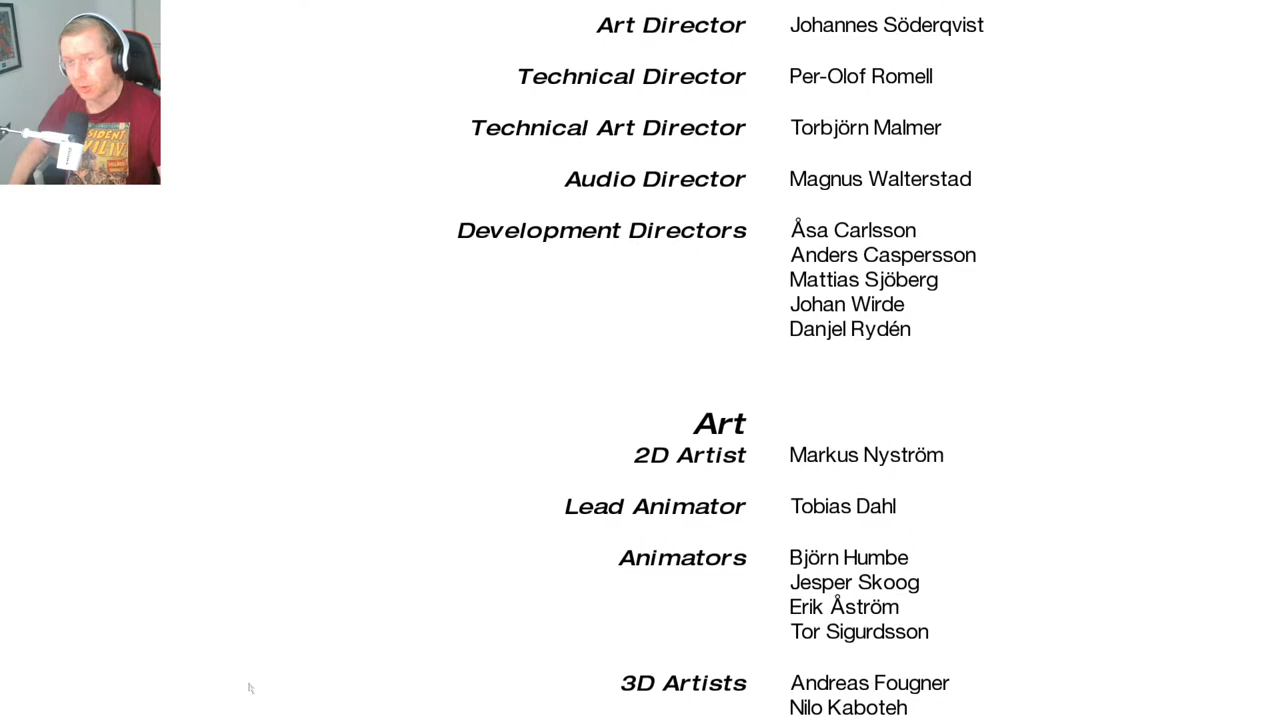 Art Director Johannes Söderqvist
Technical Director Per-Olof Romell
Technical Art Director Torbjörn Malmer
Audio Director Magnus Walterstad
Development Directors Åsa Carlsson
Anders Caspersson
Mattias Sjöberg
Johan Wirde
Danjel Rydén
Art
2D Artist Markus Nyström
Lead Animator Tobias Dahl
Animators Björn Humbe
Jesper Skoog
Erik Åström
Tor Sigurdsson
3D Artists Andreas Fougner
Nilo Kaboteh